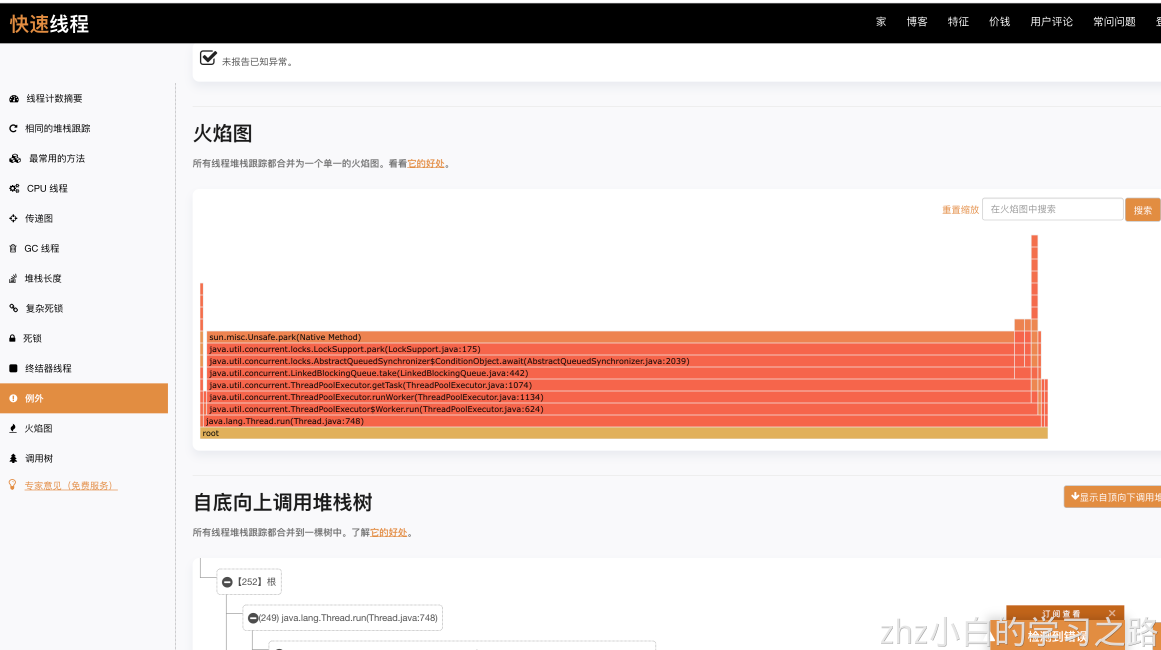 快速线程
家 博客 特征 价钱 用户评论 常问问题
未报告已知异常。
线程计数摘要
相同的堆栈跟踪
最常用的方法
CPU 线程
传递图
GC 线程
堆栈长度
复杂死锁
死锁
终结器线程
例外
火焰图
调用树
专家意见（免费服务）
火焰图
所有线程堆栈跟踪都合并为一个单一的火焰图。看看它的好处。
重置缩放 在火焰图中搜索 搜索
sun.misc.Unsafe.park(Native Method)
java.util.concurrent.locks.LockSupport.park(LockSupport.java:175)
java.util.concurrent.locks.AbstractQueuedSynchronizer$ConditionObject.await(AbstractQueuedSynchronizer.java:2039)
java.util.concurrent.LinkedBlockingQueue.take(LinkedBlockingQueue.java:442)
java.util.concurrent.ThreadPoolExecutor.getTask(ThreadPoolExecutor.java:1074)
java.util.concurrent.ThreadPoolExecutor.runWorker(ThreadPoolExecutor.java:1134)
java.util.concurrent.ThreadPoolExecutor$Worker.run(ThreadPoolExecutor.java:624)
java.lang.Thread.run(Thread.java:748)
root
自底向上调用堆栈树
显示自顶向下调用堆
所有线程堆栈跟踪都合并到一棵树中。了解它的好处。
【252】根
(249) java.lang.Thread.run(Thread.java:748)
订阅查看
检测到错误
zhz小白的学习之路